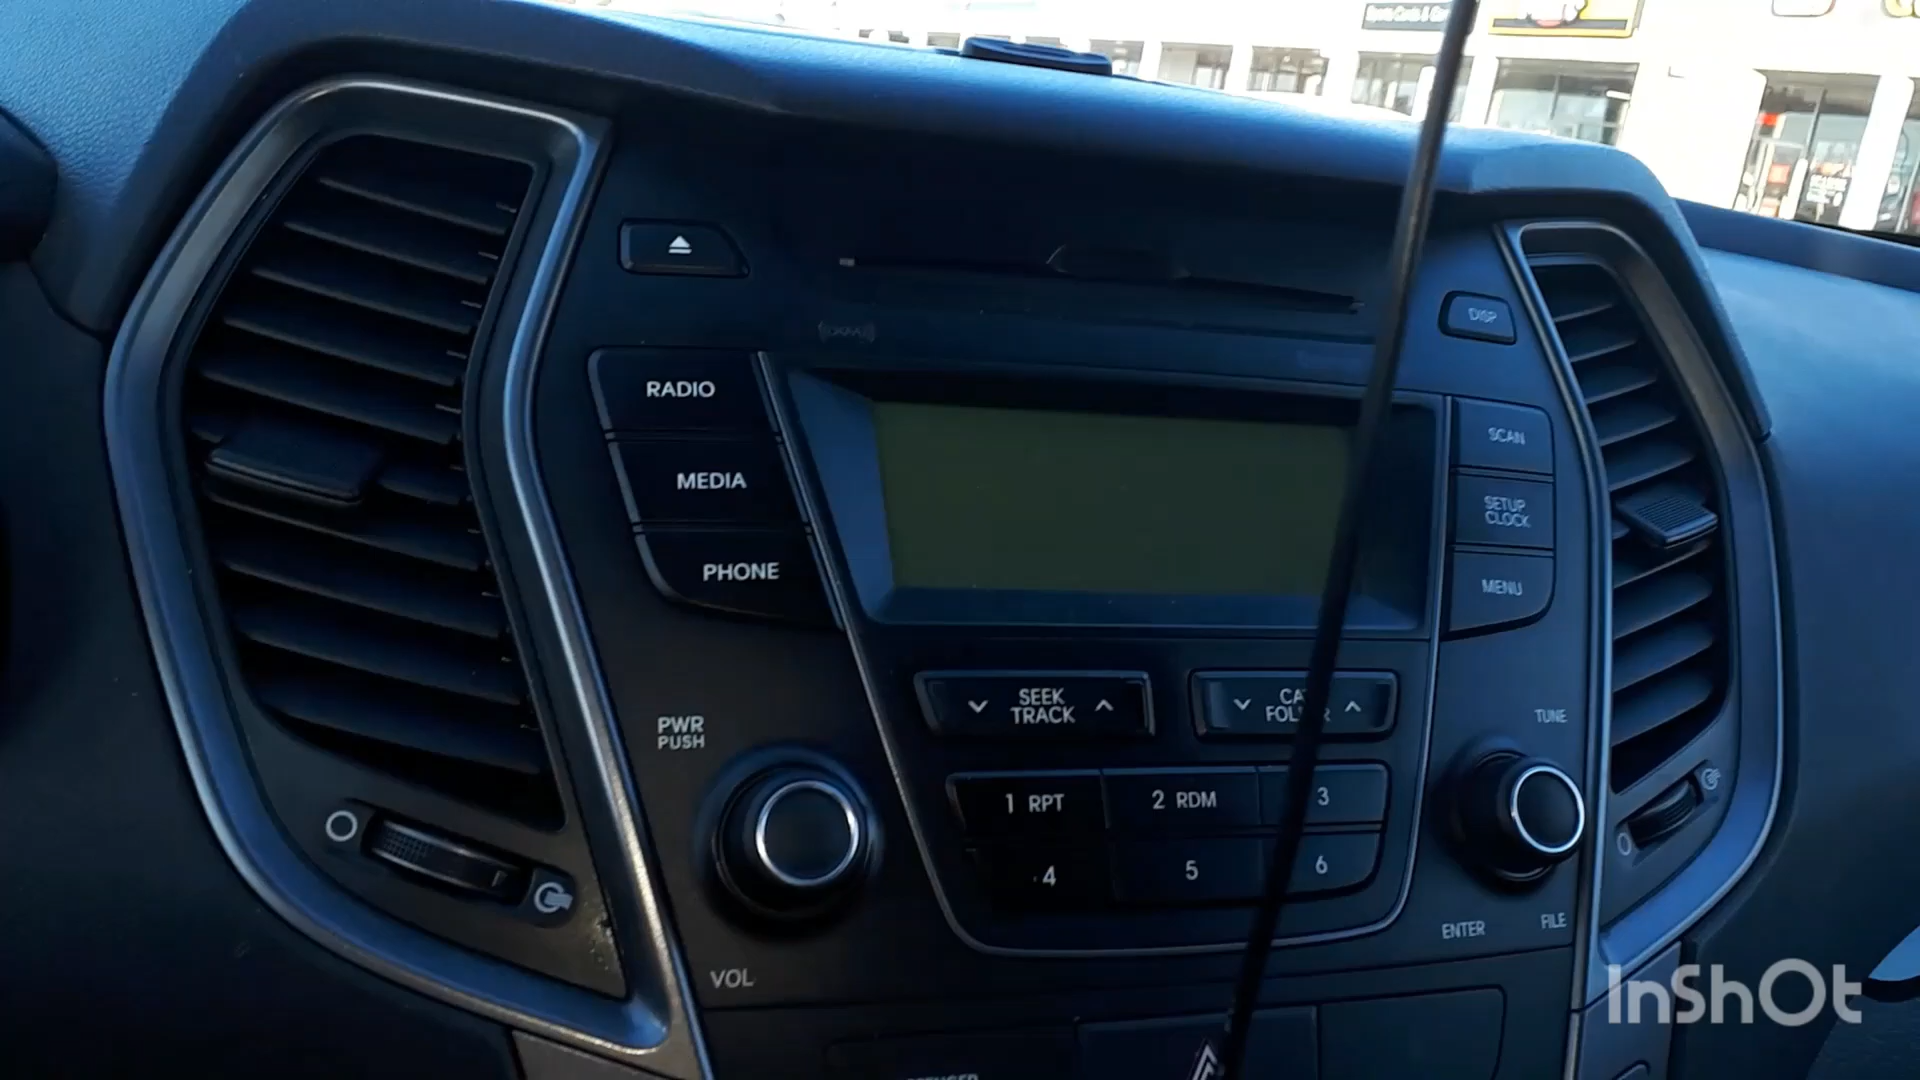 DISP
RADIO
MEDIA
PHONE
SCAN
SETUP
CLOCK
MENU
SEEK
TRACK
PWR
PUSH
TUNE
1 RPT
2 RDM
3
4
5
6
VOL
ENTER
FILE
InShOt